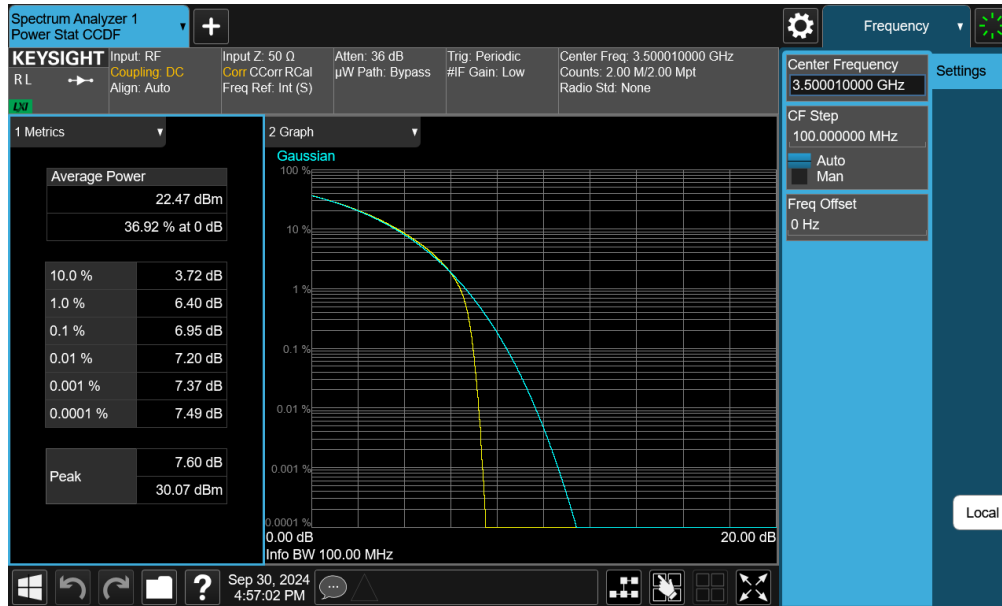 Spectrum Analyzer 1
Power Stat CCDF
+
Frequency
KEYSIGHT
R L
LXI
Input: RF
Coupling: DC
Align: Auto
Input Z: 50 Ω
Corr CCorr RCal
Freq Ref: Int (S)
Atten: 36 dB
µW Path: Bypass
Trig: Periodic
#IF Gain: Low
Center Freq: 3.500010000 GHz
Counts: 2.00 M/2.00 Mpt
Radio Std: None
Center Frequency
3.500010000 GHz
CF Step
100.000000 MHz
Auto
Man
Freq Offset
0 Hz
Settings
Local
1 Metrics
Average Power
22.47 dBm
36.92 % at 0 dB
10.0 % 3.72 dB
1.0 % 6.40 dB
0.1 % 6.95 dB
0.01 % 7.20 dB
0.001 % 7.37 dB
0.0001 % 7.49 dB
Peak
7.60 dB
30.07 dBm
2 Graph
Gaussian
100 %
10 %
1 %
0.1 %
0.01 %
0.001 %
0.0001 %
0.00 dB
20.00 dB
Info BW 100.00 MHz
?
Sep 30, 2024
4:57:02 PM